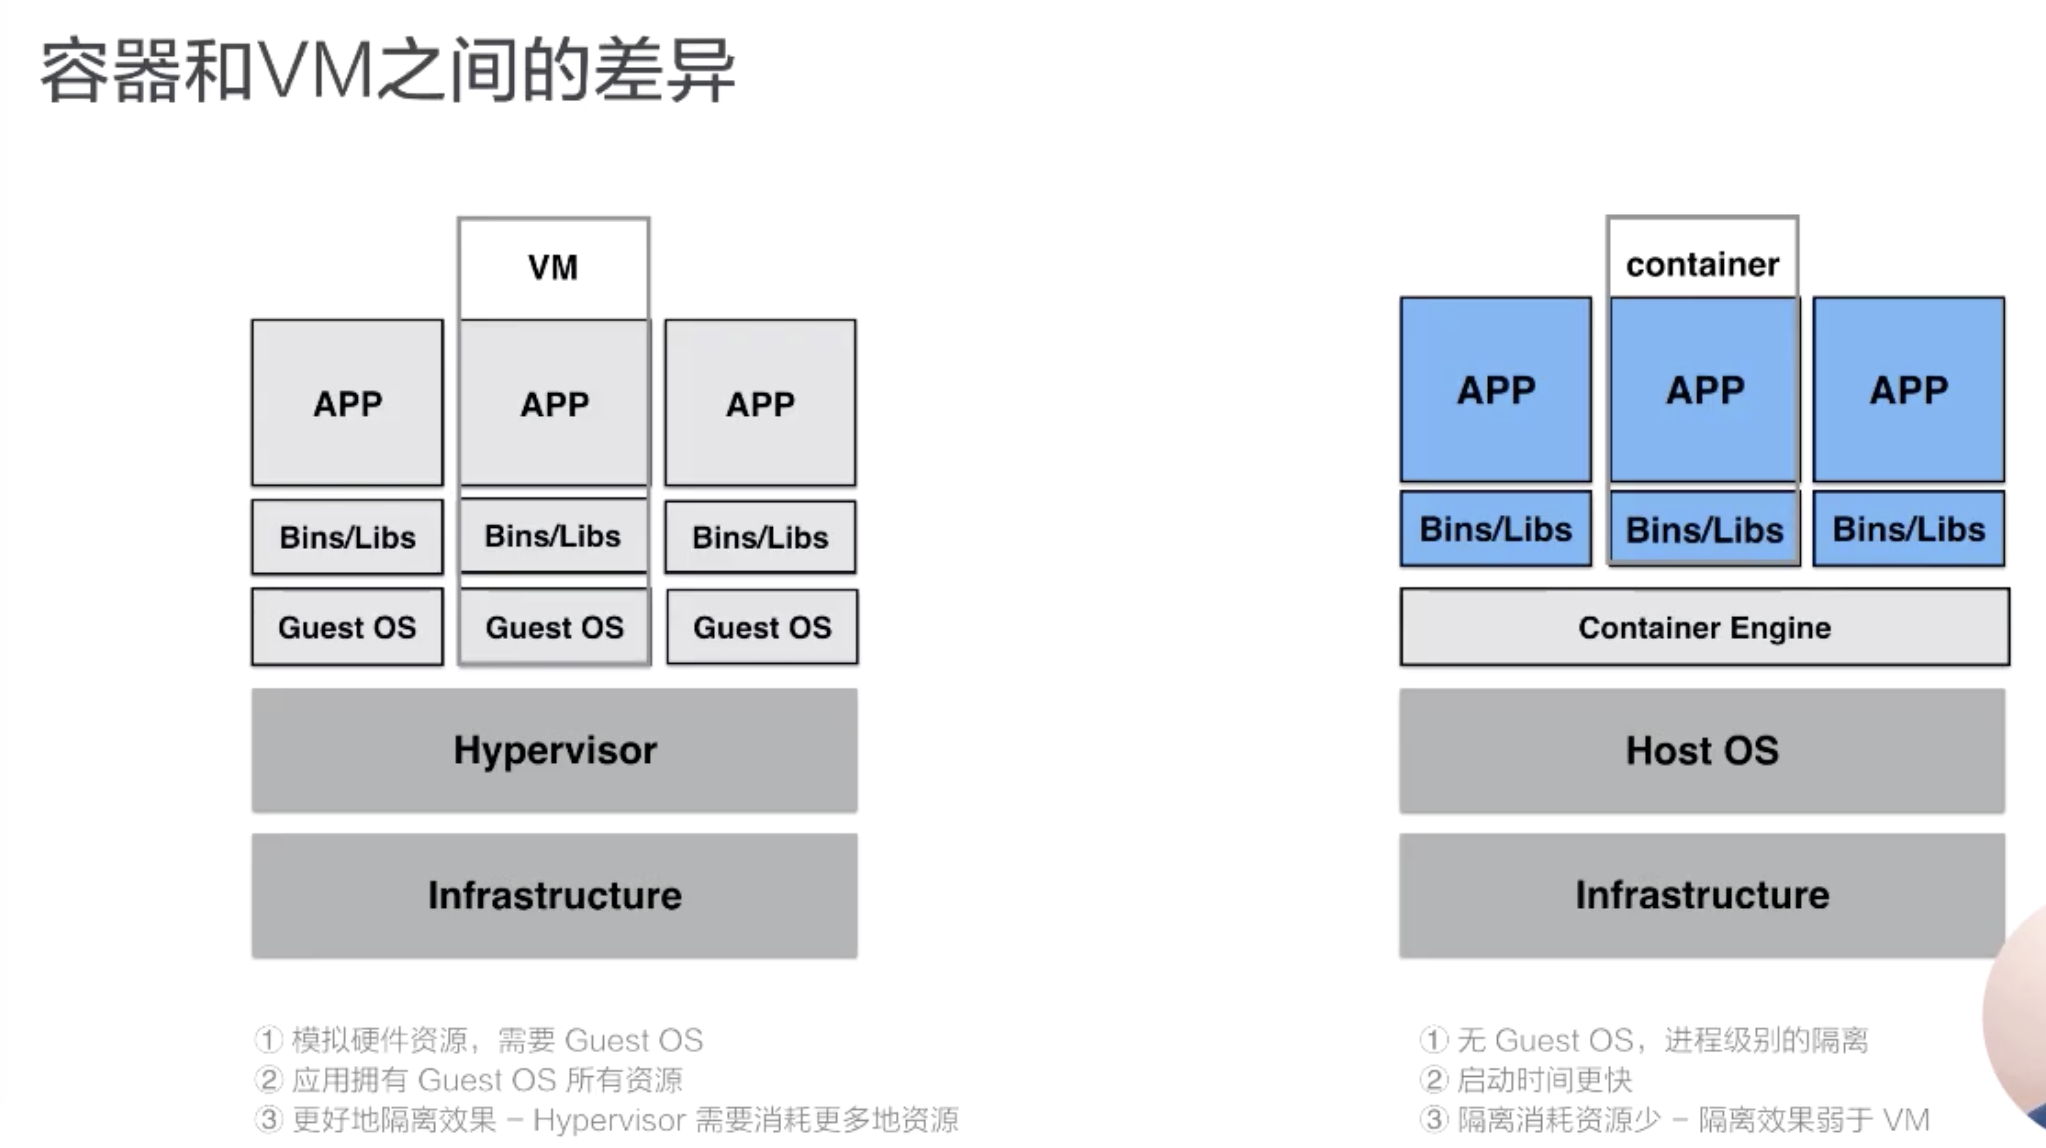 容器和VM之间的差异
VM
APP
APP
APP
Bins/Libs
Bins/Libs
Bins/Libs
Guest OS
Guest OS
Guest OS
Hypervisor
Infrastructure
① 模拟硬件资源，需要 Guest OS
② 应用拥有 Guest OS 所有资源
③ 更好地隔离效果 – Hypervisor 需要消耗更多地资源
container
APP
APP
APP
Bins/Libs
Bins/Libs
Bins/Libs
Container Engine
Host OS
Infrastructure
① 无 Guest OS，进程级别的隔离
② 启动时间更快
③ 隔离消耗资源少 – 隔离效果弱于 VM